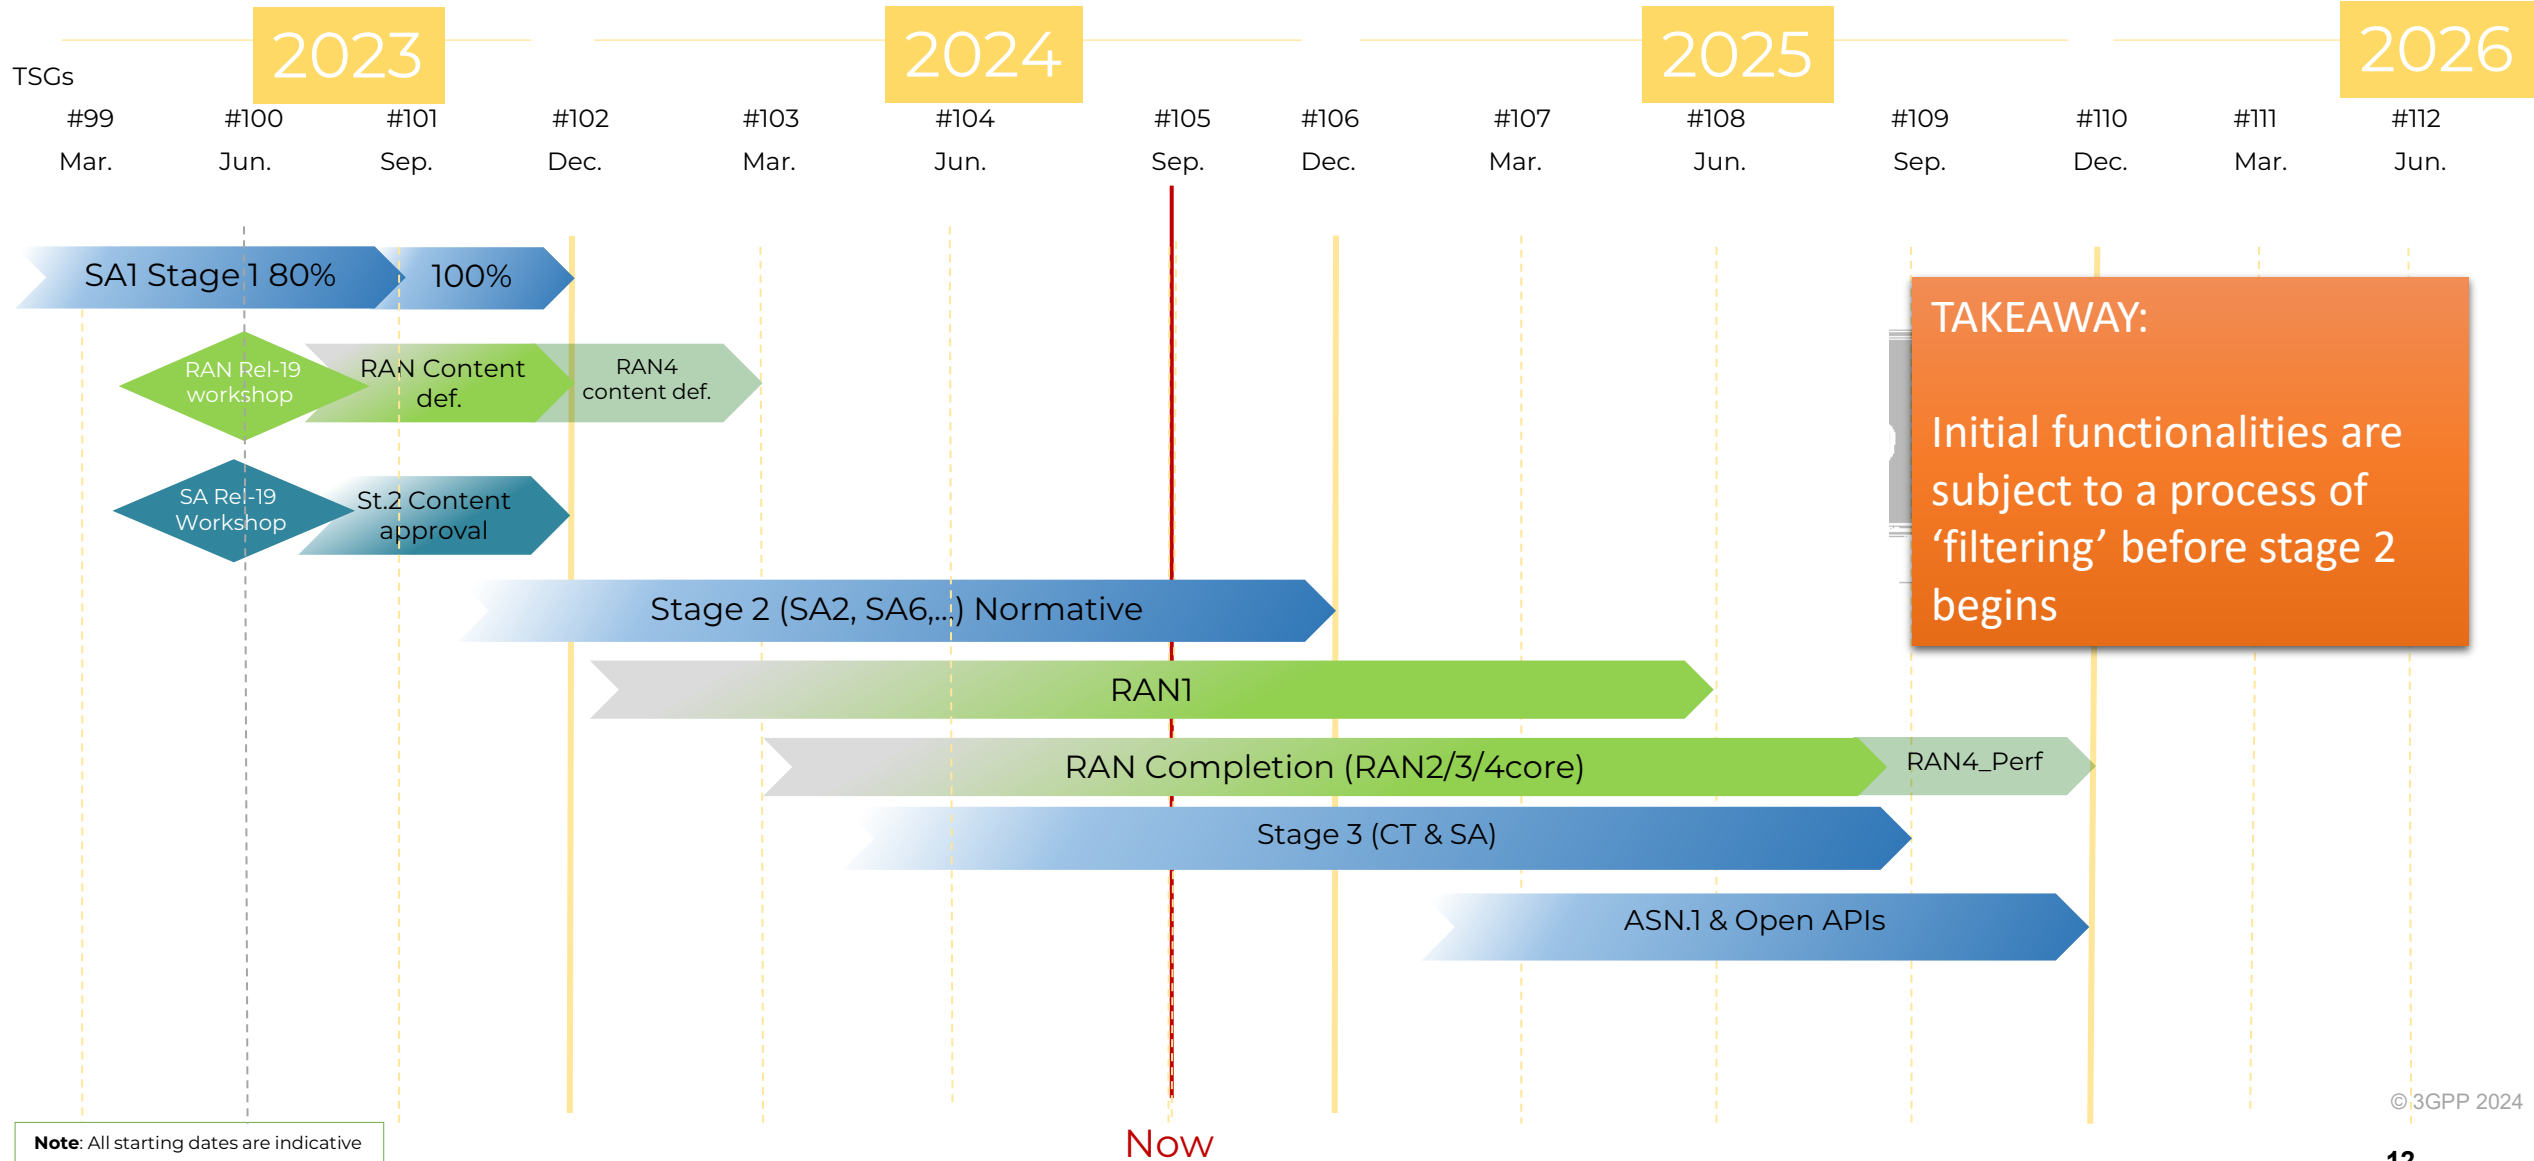 2023
2024
2025
2026
TSGs
#99
#100
#101
#102
#103
#104
#105
#106
#107
#108
#109
#110
#111
#112
Mar.
Jun.
Sep.
Dec.
Mar.
Jun.
Sep.
Dec.
Mar.
Jun.
Sep.
Dec.
Mar.
Jun.
SA1 Stage 1 80%
100%
RAN Rel-19
workshop
RAN Content
def.
RAN4
content def.
SA Rel-19
Workshop
St.2 Content
approval
TAKEAWAY:
Initial functionalities are
subject to a process of
‘filtering’ before stage 2
begins
Stage 2 (SA2, SA6,…) Normative
RAN1
RAN Completion (RAN2/3/4core)
RAN4_Perf
Stage 3 (CT & SA)
ASN.1 & Open APIs
© 3GPP 2024
Note: All starting dates are indicative
Now
12